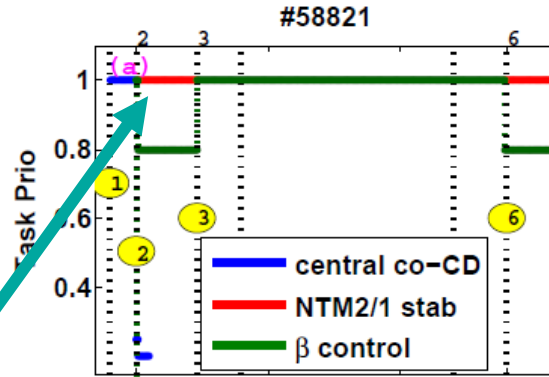 #58821
2 3 6
(a)
1
0.8
0.6
0.4
Task Prio
1
2
3
6
central co-CD
NTM2/1 stab
β control